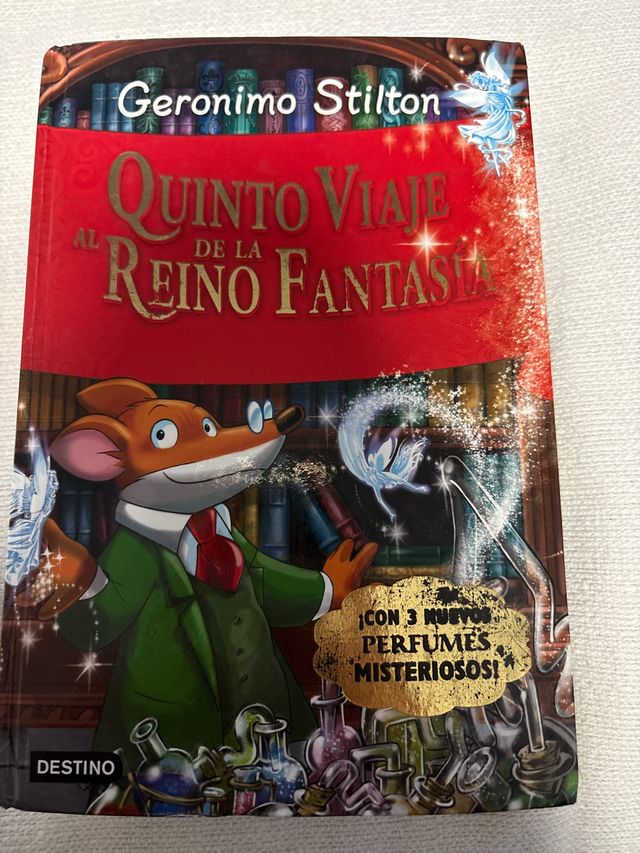 Geronimo Stilton
QUINTO VIAJE
AL REINO DE LA FANTASÍA
¡CON 3 NUEVOS
PERFUMES
MISTERIOSOS!
DESTINO